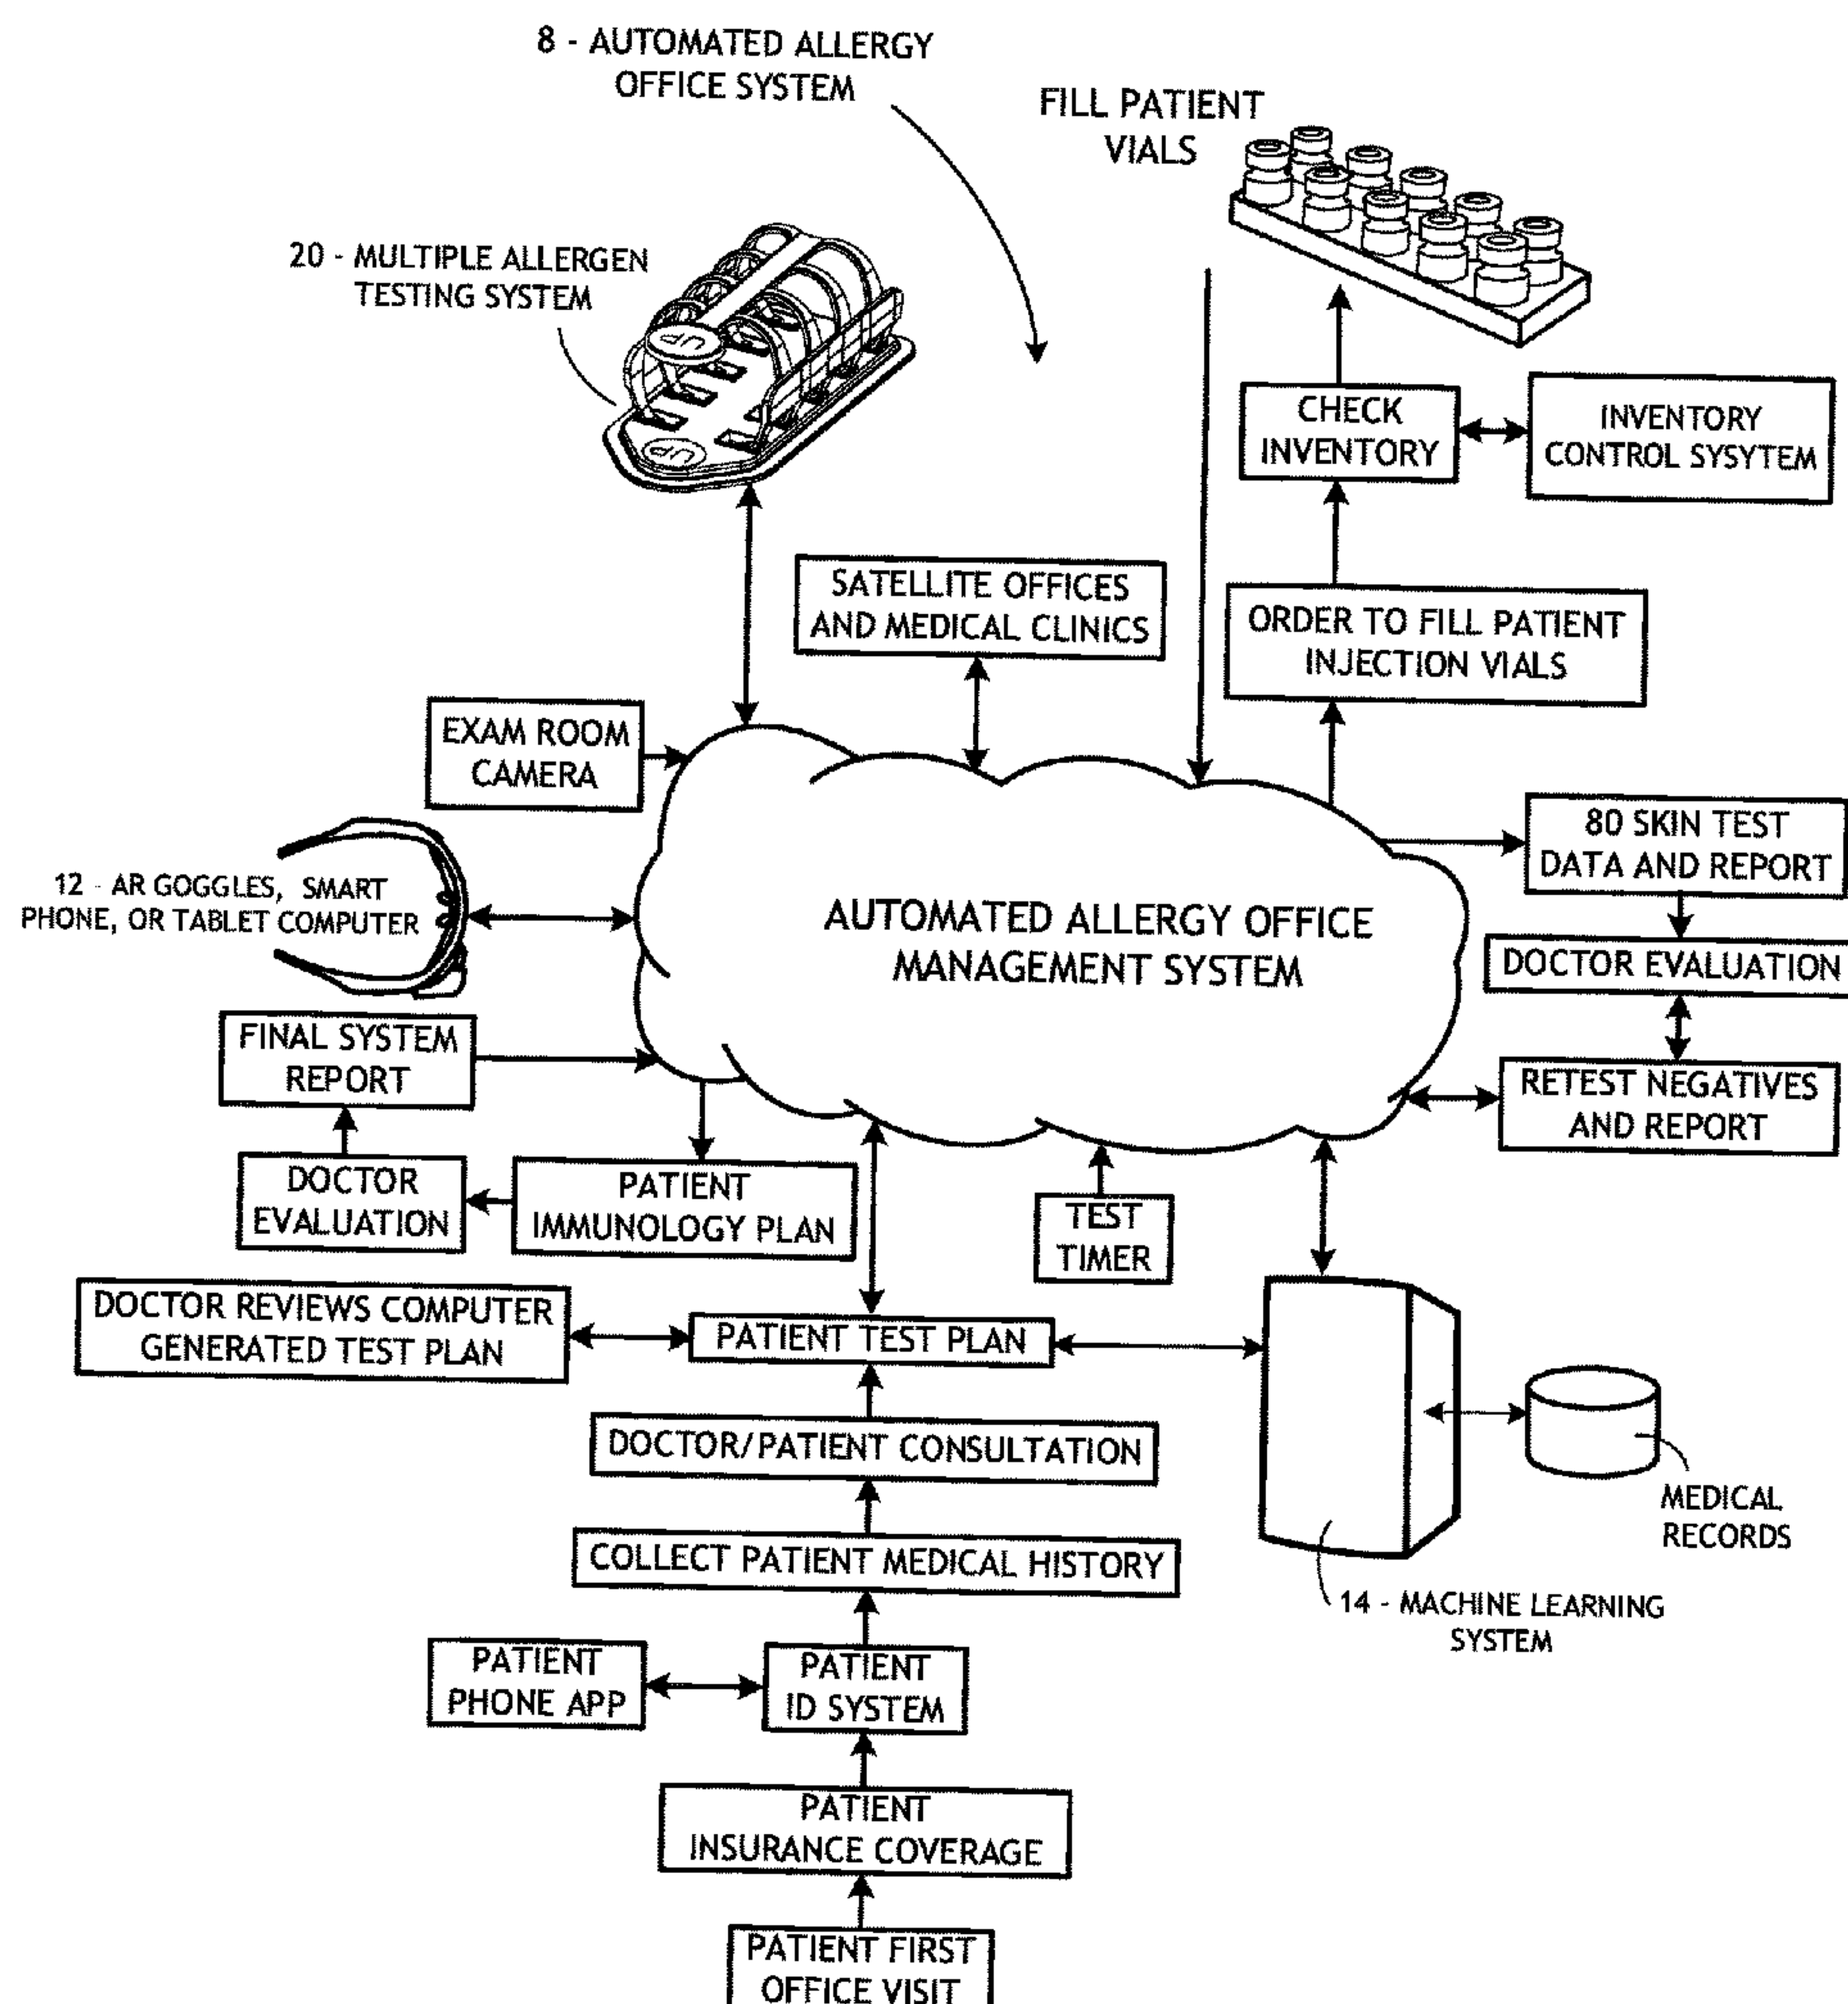 8 - AUTOMATED ALLERGY
OFFICE SYSTEM
FILL PATIENT
VIALS
20 - MULTIPLE ALLERGEN
TESTING SYSTEM
UP
UP
CHECK
INVENTORY
INVENTORY
CONTROL SYSYTEM
SATELLITE OFFICES
AND MEDICAL CLINICS
ORDER TO FILL PATIENT
INJECTION VIALS
EXAM ROOM
CAMERA
80 SKIN TEST
DATA AND REPORT
12 - AR GOGGLES, SMART
PHONE, OR TABLET COMPUTER
AUTOMATED ALLERGY OFFICE
MANAGEMENT SYSTEM
DOCTOR EVALUATION
FINAL SYSTEM
REPORT
RETEST NEGATIVES
AND REPORT
DOCTOR
EVALUATION
PATIENT
IMMUNOLOGY PLAN
TEST
TIMER
DOCTOR REVIEWS COMPUTER
GENERATED TEST PLAN
PATIENT TEST PLAN
DOCTOR/PATIENT CONSULTATION
MEDICAL
RECORDS
COLLECT PATIENT MEDICAL HISTORY
14 - MACHINE LEARNING
SYSTEM
PATIENT
PHONE APP
PATIENT
ID SYSTEM
PATIENT
INSURANCE COVERAGE
PATIENT FIRST
OFFICE VISIT